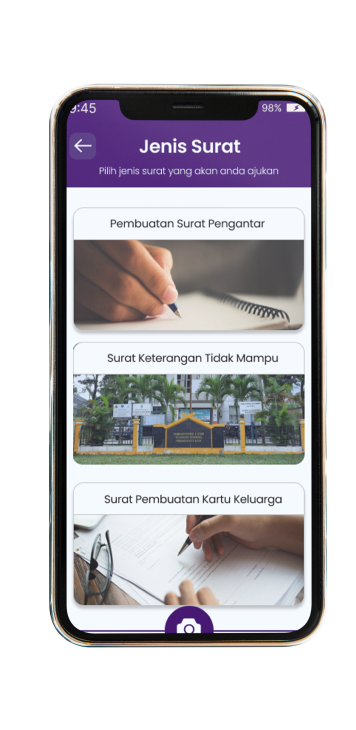 9:45
98%
Jenis Surat
Pilih jenis surat yang akan anda ajukan
Pembuatan Surat Pengantar
Surat Keterangan Tidak Mampu
Surat Pembuatan Kartu Keluarga